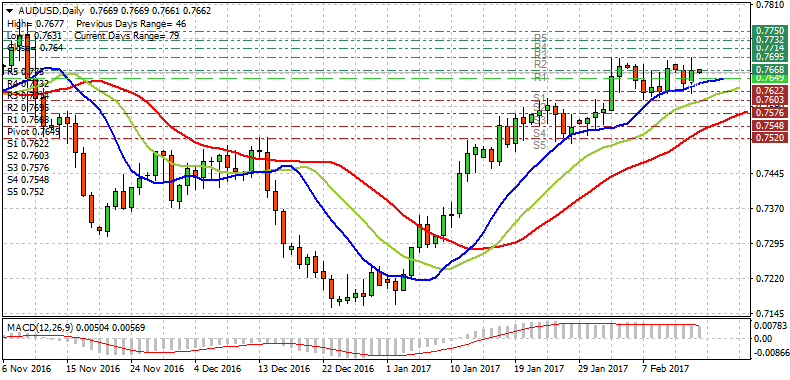 AUDUSD,Daily 0.7669 0.7669 0.7661 0.7662
High= 0.7677 Previous Days Range= 46
Low= 0.7631 Current Days Range= 79
Close= 0.764
R5
R4
R3
R2
R1
S1
S4
S5
R5
R4
R3
R2
R1
Pivot 0.7649
S1 0.7622
S2 0.7603
S3 0.7576
S4 0.7548
S5 0.752
0.7810
0.7750
0.7732
0.7714
0.7695
0.7668
0.7649
0.7622
0.7603
0.7576
0.7548
0.7520
0.7445
0.7370
0.7295
0.7220
0.7145
MACD(12,26,9) 0.00504 0.00569
0.00783
0.00
-0.00866
6 Nov 2016 15 Nov 2016 24 Nov 2016 4 Dec 2016 13 Dec 2016 22 Dec 2016 1 Jan 2017 10 Jan 2017 19 Jan 2017 29 Jan 2017 7 Feb 2017